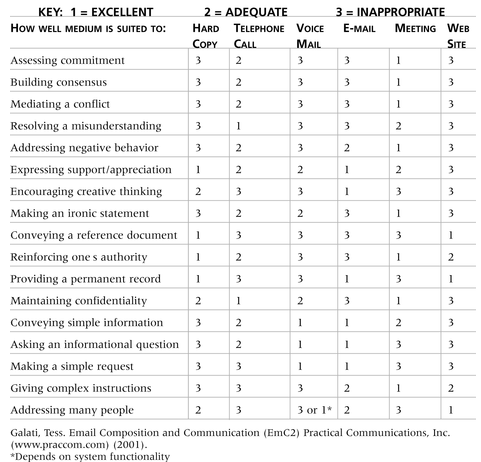 KEY: 1 = EXCELLENT 2 = ADEQUATE 3 = INAPPROPRIATE
HOW WELL MEDIUM IS SUITED TO: HARD COPY TELEPHONE CALL VOICE MAIL E-MAIL MEETING WEB SITE
Assessing commitment 3 2 3 3 1 3
Building consensus 3 2 3 3 1 3
Mediating a conflict 3 2 3 3 1 3
Resolving a misunderstanding 3 1 3 3 2 3
Addressing negative behavior 3 2 3 2 1 3
Expressing support/appreciation 1 2 2 1 2 3
Encouraging creative thinking 2 3 3 1 3 3
Making an ironic statement 3 2 2 3 1 3
Conveying a reference document 1 3 3 3 3 1
Reinforcing one s authority 1 2 3 3 1 2
Providing a permanent record 1 3 3 1 3 1
Maintaining confidentiality 2 1 2 3 1 3
Conveying simple information 3 2 1 1 2 3
Asking an informational question 3 2 1 1 3 3
Making a simple request 3 3 1 1 3 3
Giving complex instructions 3 3 3 2 1 2
Addressing many people 2 3 3 or 1* 2 3 1
Galati, Tess. Email Composition and Communication (EmC2) Practical Communications, Inc.
(www.praccom.com) (2001).
*Depends on system functionality